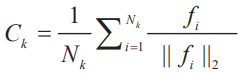 C_k = \frac{1}{N_k} \sum_{i=1}^{N_k} \frac{f_i}{\| f_i \|_2}